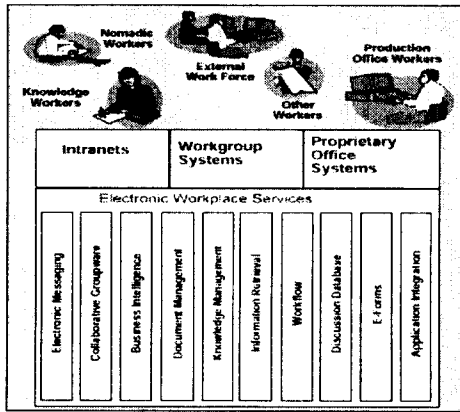 Nomadic
Workers
External
Work Force
Production
Office Workers
Knowledge
Workers
Other
Workers
Intranets
Workgroup
Systems
Proprietary
Office
Systems
Electronic Workplace Services
Electronic Messaging
Collaborative Groupware
Business Intelligence
Document Management
Knowledge Management
Information Retrieval
Workflow
Discussion Database
E-Forms
Application Integration